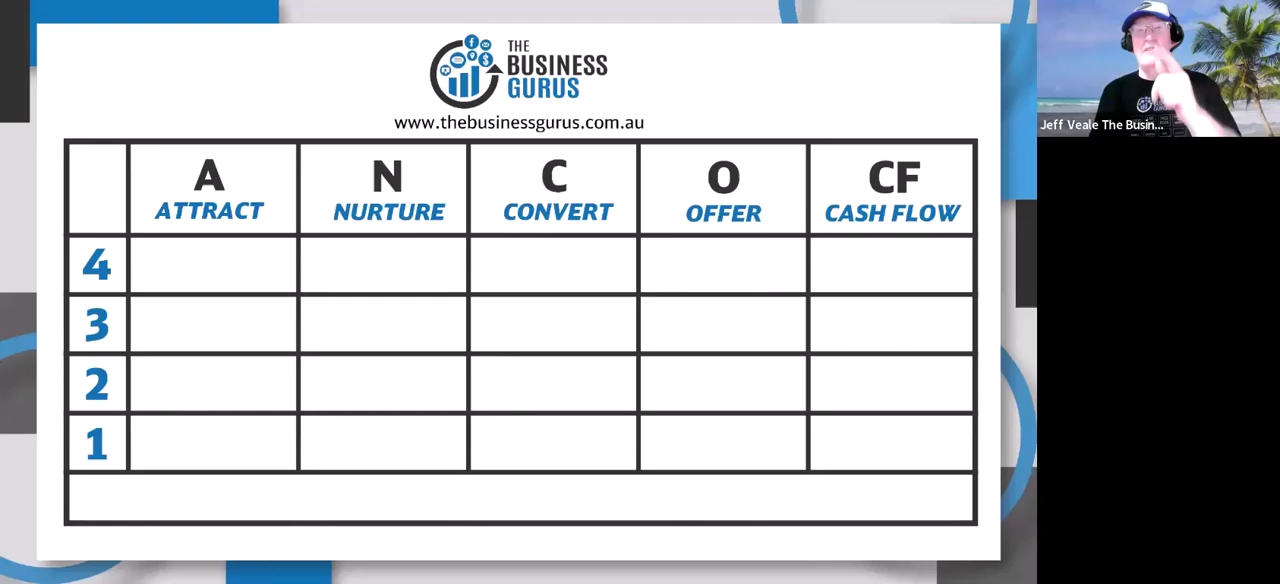 THE
BUSINESS
GURUS
www.thebusinessgurus.com.au
A N C O CF
ATTRACT NURTURE CONVERT OFFER CASH FLOW
4
3
2
1
Jeff Veale The Busin...